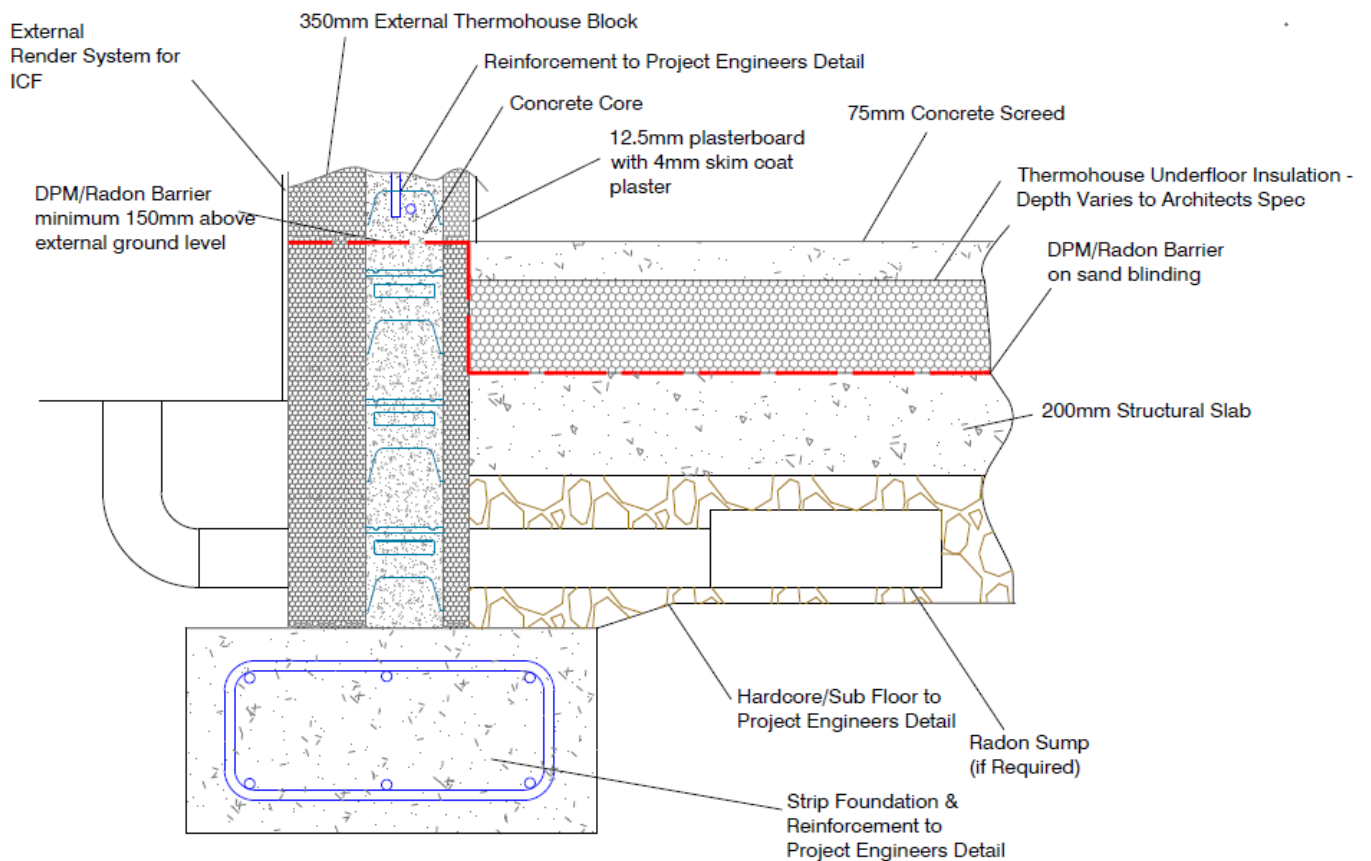 350mm External Thermohouse Block
External
Render System for
ICF
Reinforcement to Project Engineers Detail
Concrete Core
75mm Concrete Screed
12.5mm plasterboard
with 4mm skim coat
plaster
DPM/Radon Barrier
minimum 150mm above
external ground level
Thermohouse Underfloor Insulation -
Depth Varies to Architects Spec
DPM/Radon Barrier
on sand blinding
200mm Structural Slab
Hardcore/Sub Floor to
Project Engineers Detail
Radon Sump
(if Required)
Strip Foundation &
Reinforcement to
Project Engineers Detail